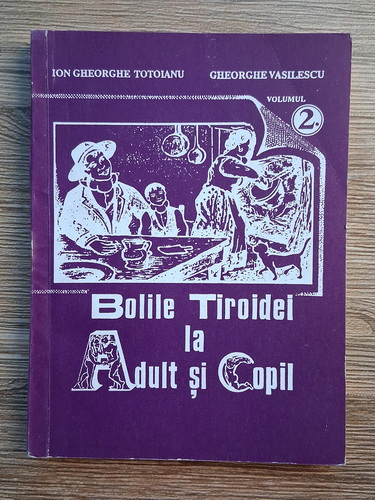 ION GHEORGHE TOTOIANU GHEORGHE VASILESCU
VOLUMUL
2.
Bolile Tiroidei
la
Adult și Copil